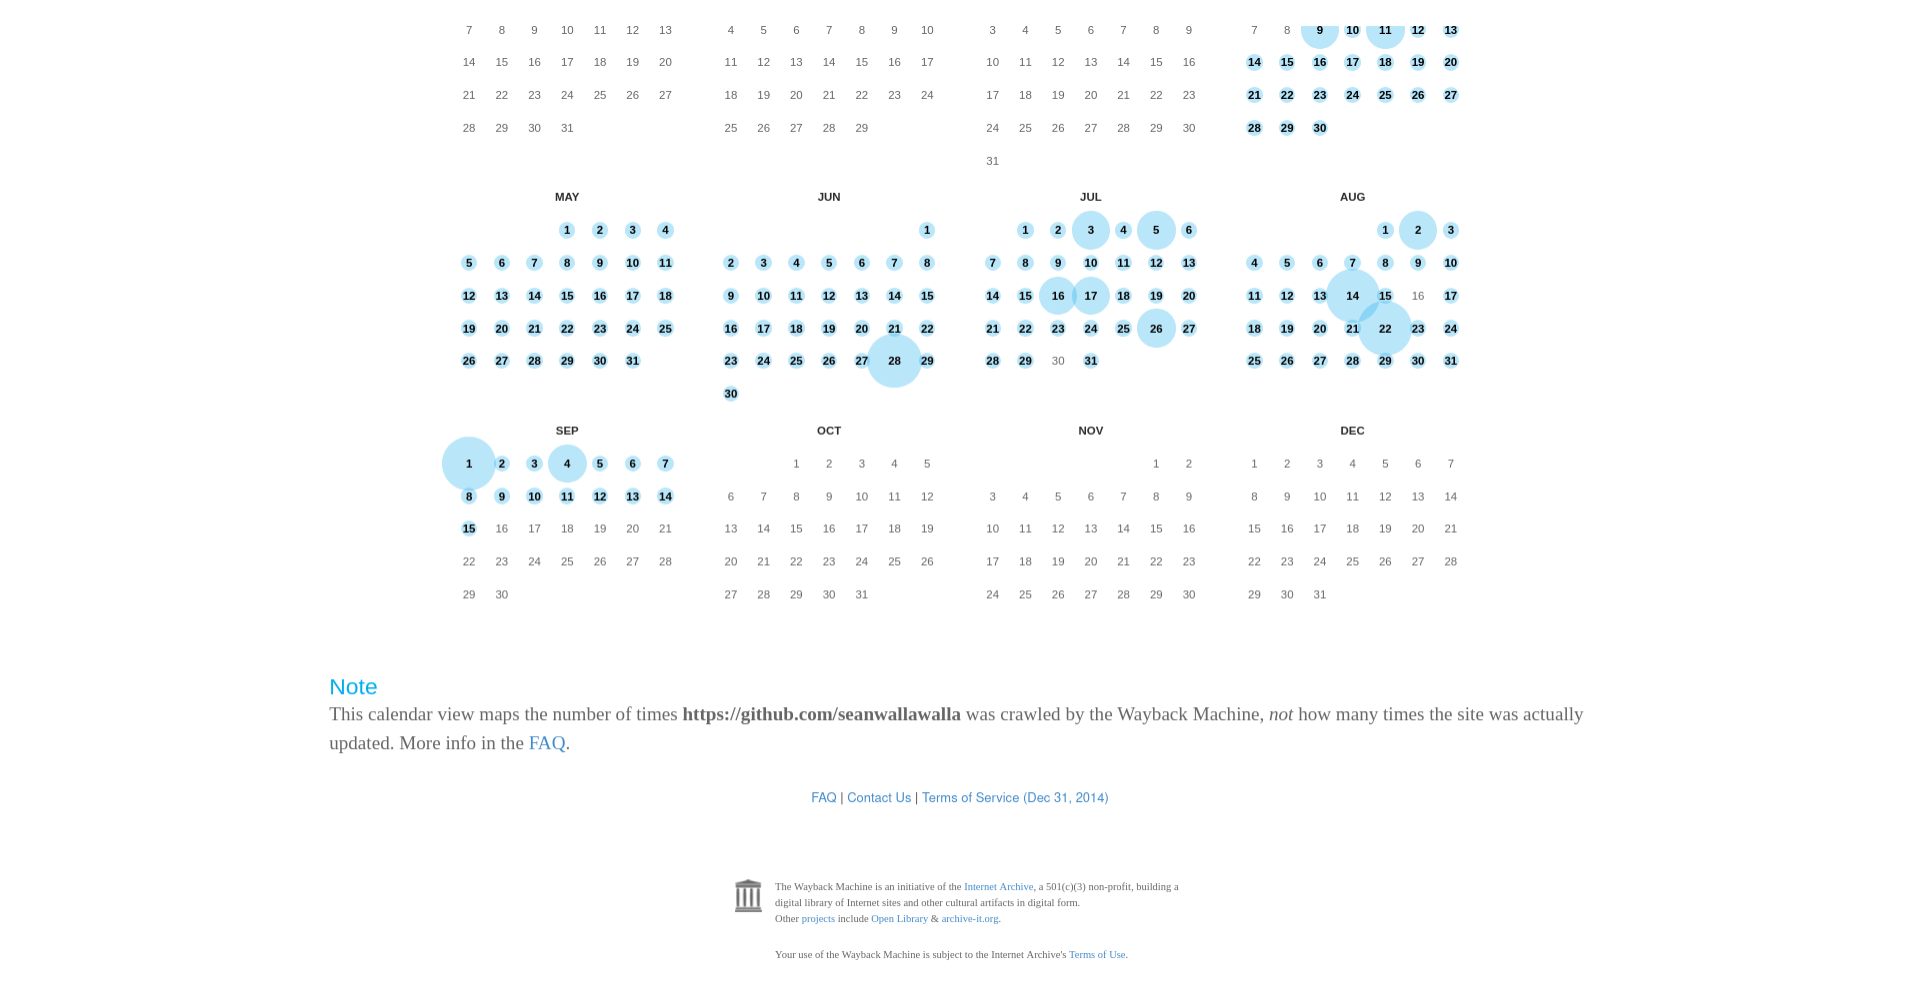 7 8 9 10 11 12 13 4 5 6 7 8 9 10 3 4 5 6 7 8 9 7 8 9 10 11 12 13
14 15 16 17 18 19 20 11 12 13 14 15 16 17 10 11 12 13 14 15 16 14 15 16 17 18 19 20
21 22 23 24 25 26 27 18 19 20 21 22 23 24 17 18 19 20 21 22 23 21 22 23 24 25 26 27
28 29 30 31 25 26 27 28 29 24 25 26 27 28 29 30 28 29 30
31
MAY JUN JUL AUG
1 2 3 4 1 1 2 3 4 5 6 1 2 3
5 6 7 8 9 10 11 2 3 4 5 6 7 8 7 8 9 10 11 12 13 4 5 6 7 8 9 10
12 13 14 15 16 17 18 9 10 11 12 13 14 15 14 15 16 17 18 19 20 11 12 13 14 15 16 17
19 20 21 22 23 24 25 16 17 18 19 20 21 22 21 22 23 24 25 26 27 18 19 20 21 22 23 24
26 27 28 29 30 31 23 24 25 26 27 28 29 28 29 30 31 25 26 27 28 29 30 31
30
SEP OCT NOV DEC
1 2 3 4 5 6 7 1 2 3 4 5 1 2 1 2 3 4 5 6 7
8 9 10 11 12 13 14 6 7 8 9 10 11 12 3 4 5 6 7 8 9 8 9 10 11 12 13 14
15 16 17 18 19 20 21 13 14 15 16 17 18 19 10 11 12 13 14 15 16 15 16 17 18 19 20 21
22 23 24 25 26 27 28 20 21 22 23 24 25 26 17 18 19 20 21 22 23 22 23 24 25 26 27 28
29 30 27 28 29 30 31 24 25 26 27 28 29 30 29 30 31
Note
This calendar view maps the number of times https://github.com/seanwallawalla was crawled by the Wayback Machine, not how many times the site was actually
updated. More info in the FAQ.
FAQ | Contact Us | Terms of Service (Dec 31, 2014)
The Wayback Machine is an initiative of the Internet Archive, a 501(c)(3) non-profit, building a
digital library of Internet sites and other cultural artifacts in digital form.
Other projects include Open Library & archive-it.org.
Your use of the Wayback Machine is subject to the Internet Archive's Terms of Use.